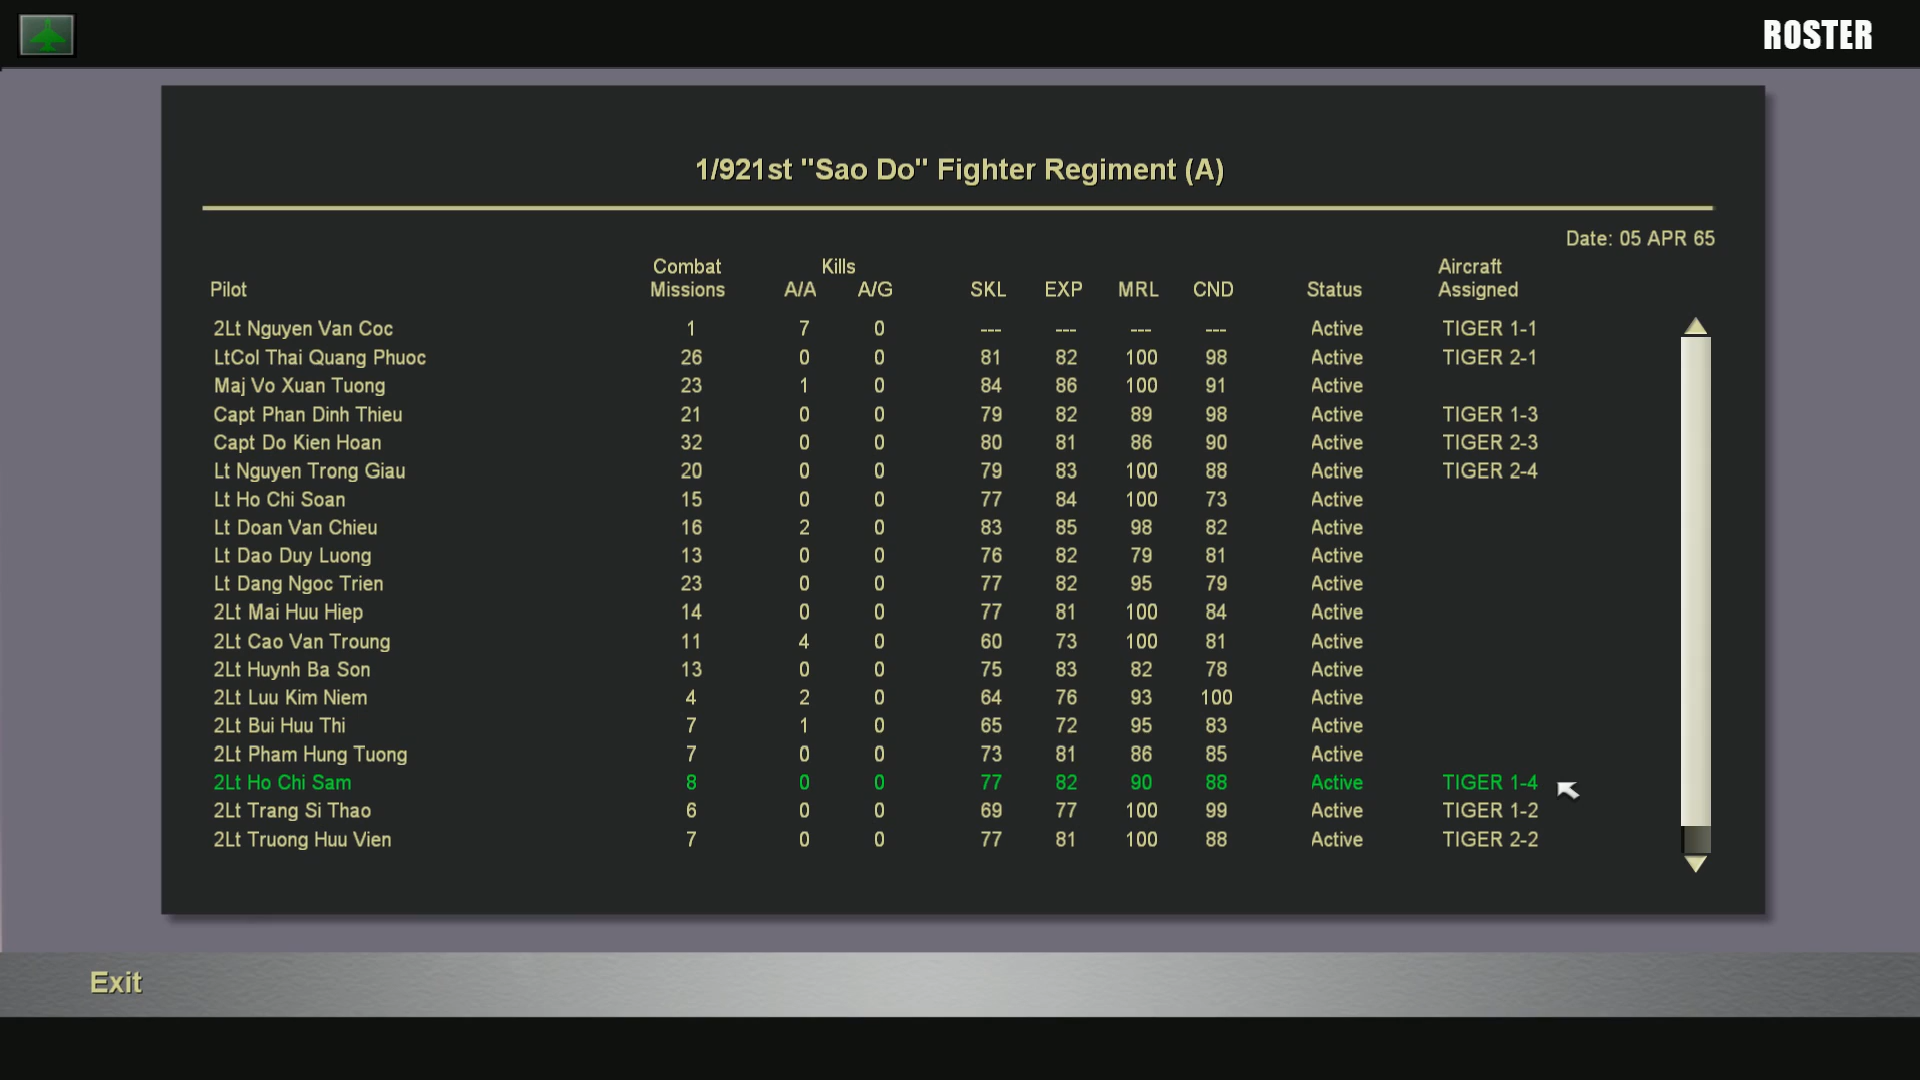 ROSTER
1/921st "Sao Do" Fighter Regiment (A)
Date: 05 APR 65
Combat Kills Aircraft
Pilot Missions A/A A/G SKL EXP MRL CND Status Assigned
2Lt Nguyen Van Coc 1 7 0 --- --- --- --- Active TIGER 1-1
LtCol Thai Quang Phuoc 26 0 0 81 82 100 98 Active TIGER 2-1
Maj Vo Xuan Tuong 23 1 0 84 86 100 91 Active
Capt Phan Dinh Thieu 21 0 0 79 82 89 98 Active TIGER 1-3
Capt Do Kien Hoan 32 0 0 80 81 86 90 Active TIGER 2-3
Lt Nguyen Trong Giau 20 0 0 79 83 100 88 Active TIGER 2-4
Lt Ho Chi Soan 15 0 0 77 84 100 73 Active
Lt Doan Van Chieu 16 2 0 83 85 98 82 Active
Lt Dao Duy Luong 13 0 0 76 82 79 81 Active
Lt Dang Ngoc Trien 23 0 0 77 82 95 79 Active
2Lt Mai Huu Hiep 14 0 0 77 81 100 84 Active
2Lt Cao Van Troung 11 4 0 60 73 100 81 Active
2Lt Huynh Ba Son 13 0 0 75 83 82 78 Active
2Lt Luu Kim Niem 4 2 0 64 76 93 100 Active
2Lt Bui Huu Thi 7 1 0 65 72 95 83 Active
2Lt Pham Hung Tuong 7 0 0 73 81 86 85 Active
2Lt Ho Chi Sam 8 0 0 77 82 90 88 Active TIGER 1-4
2Lt Trang Si Thao 6 0 0 69 77 100 99 Active TIGER 1-2
2Lt Truong Huu Vien 7 0 0 77 81 100 88 Active TIGER 2-2
Exit